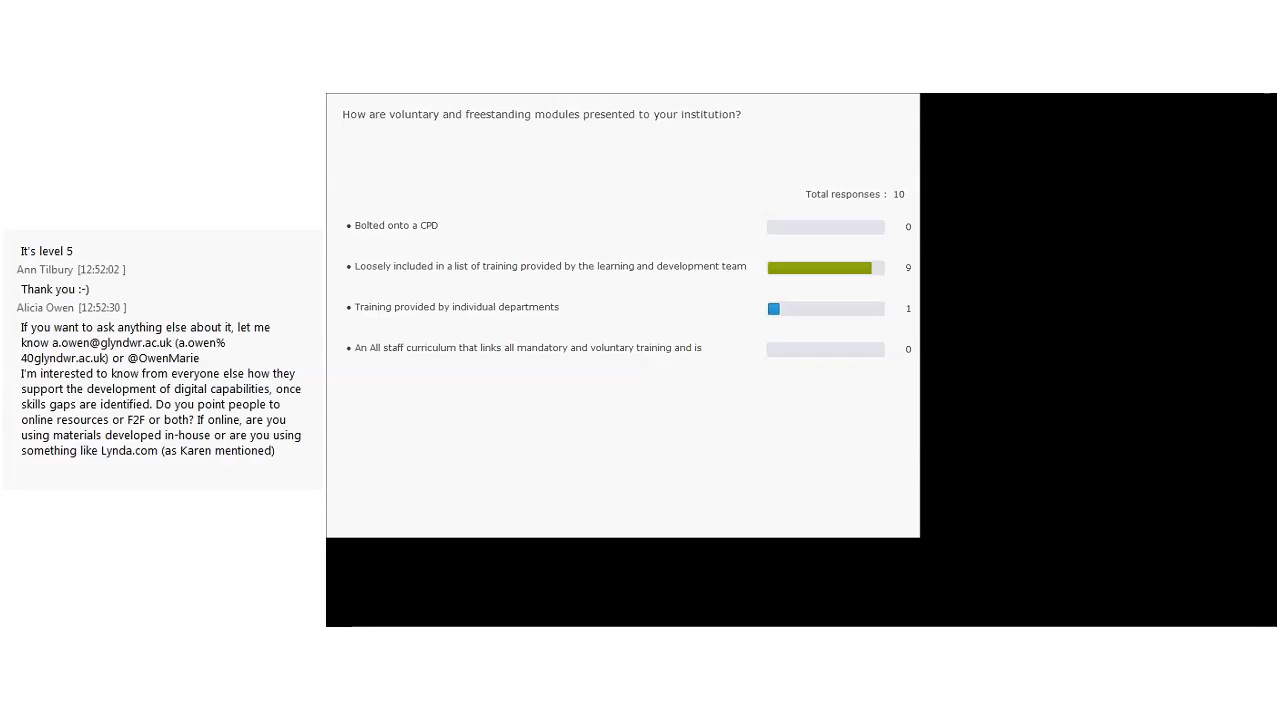 It's level 5
Ann Tilbury [12:52:02 ]
Thank you :-)
Alicia Owen [12:52:30 ]
If you want to ask anything else about it, let me
know a.owen@glyndwr.ac.uk (a.owen%
40glyndwr.ac.uk) or @OwenMarie
I'm interested to know from everyone else how they
support the development of digital capabilities, once
skills gaps are identified. Do you point people to
online resources or F2F or both? If online, are you
using materials developed in-house or are you using
something like Lynda.com (as Karen mentioned)
How are voluntary and freestanding modules presented to your institution?
Total responses : 10
• Bolted onto a CPD 0
• Loosely included in a list of training provided by the learning and development team 9
• Training provided by individual departments 1
• An All staff curriculum that links all mandatory and voluntary training and is 0